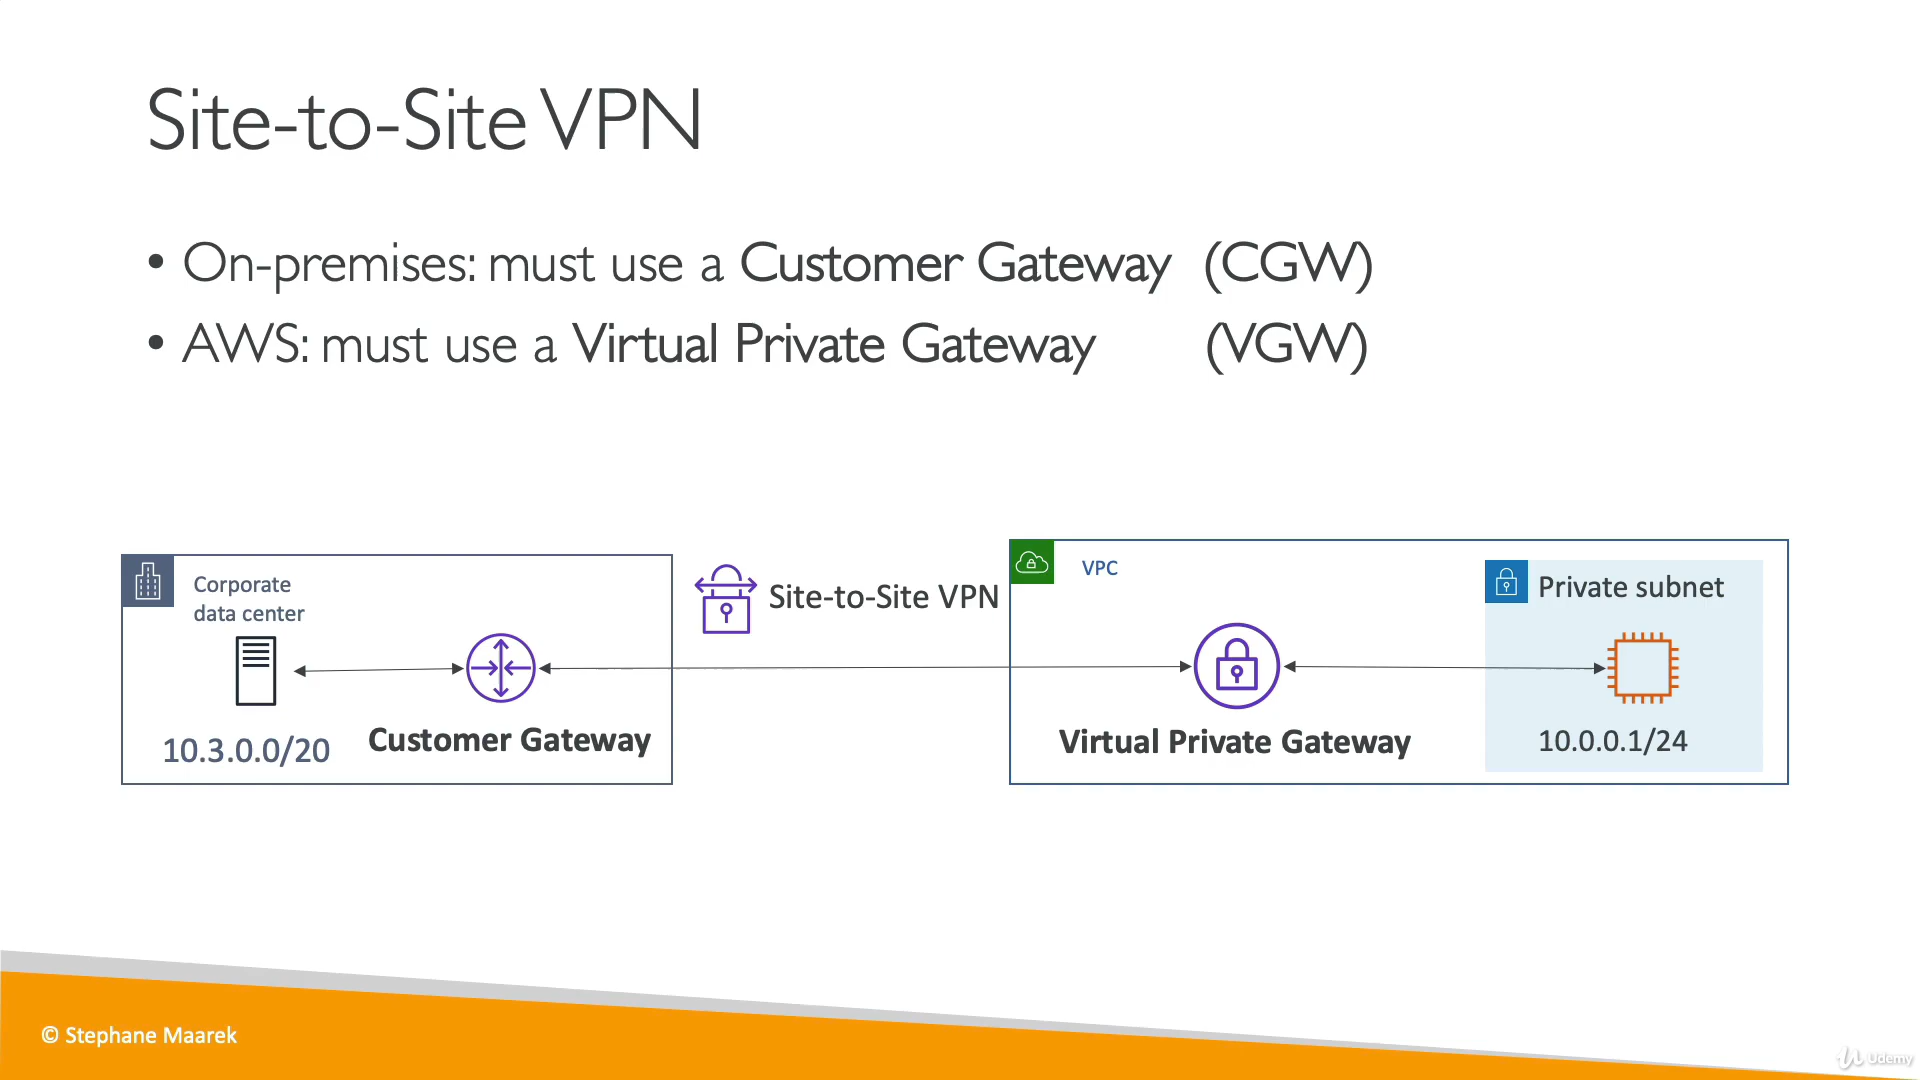 Site-to-Site VPN
• On-premises: must use a Customer Gateway (CGW)
• AWS: must use a Virtual Private Gateway (VGW)
Corporate
data center
10.3.0.0/20
Customer Gateway
Site-to-Site VPN
VPC
Virtual Private Gateway
Private subnet
10.0.0.1/24
© Stephane Maarek
Udemy